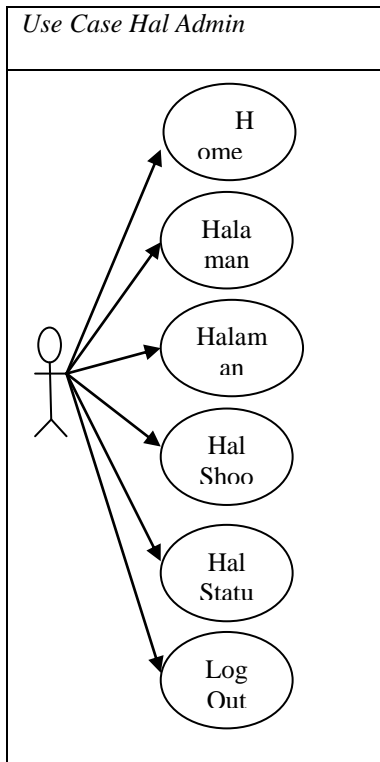 Use Case Hal Admin
H
ome
Hala
man
Halam
an
Hal
Shoo
Hal
Statu
Log
Out